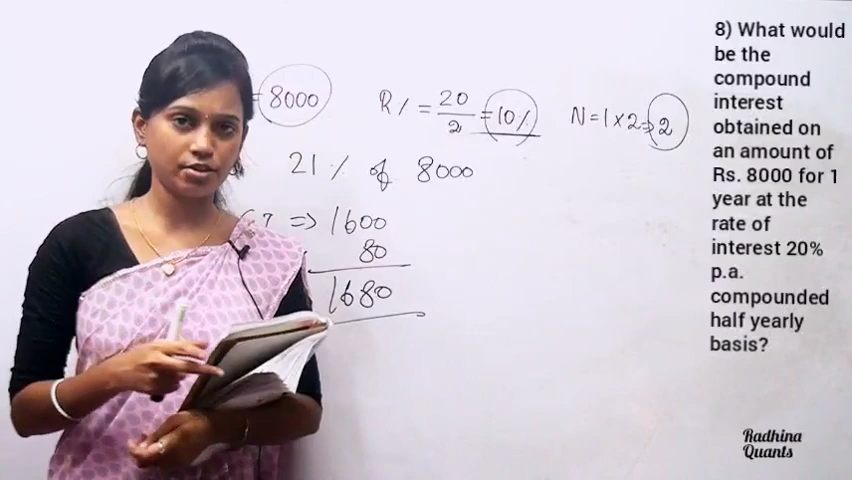 = 8000
R% = 20/2 = 10%
N = 1 × 2 ⇒ 2
21% of 8000
⇒ 1600
80
1680
8) What would
be the
compound
interest
obtained on
an amount of
Rs. 8000 for 1
year at the
rate of
interest 20%
p.a.
compounded
half yearly
basis?
Radhina
Quants